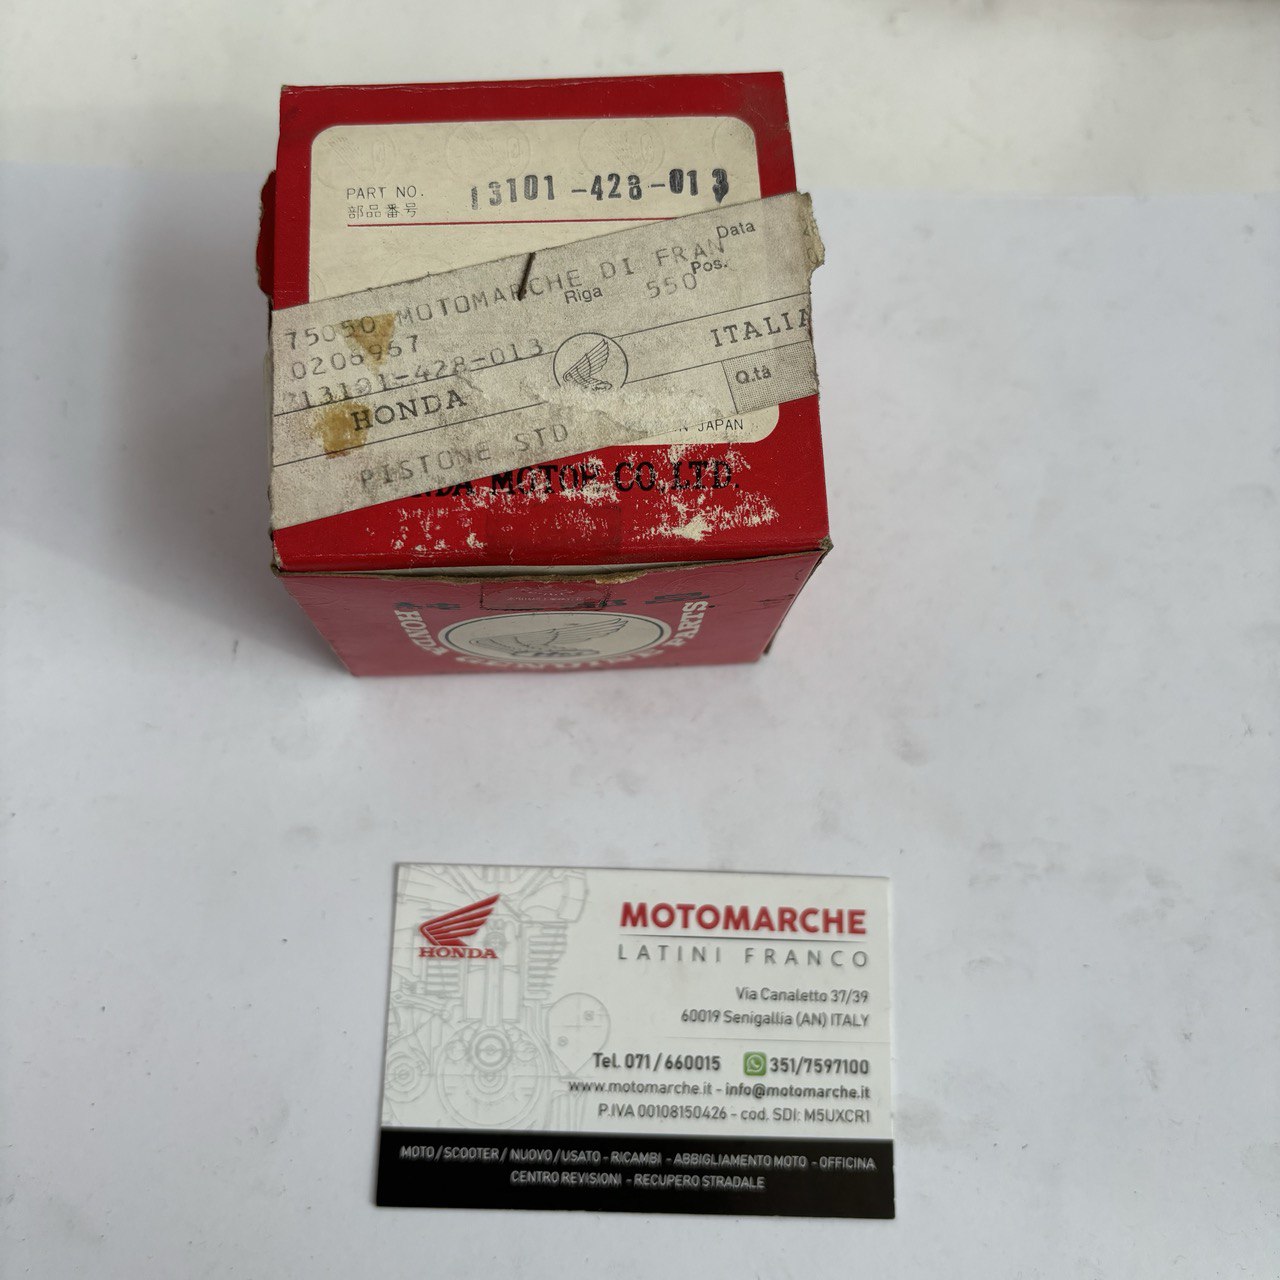 PART NO. 13101-428-013
部品番号
Data
75050 MOTOMARCHE DI FRAN
Riga 550 Pos.
0206967
13101-428-013
HONDA ITALIA
Q.tà
PISTONE STD
JAPAN
MOTOR CO.,LTD.
HONDA GENUINE PARTS
HONDA
MOTOMARCHE
LATINI FRANCO
Via Canaletto 37/39
60019 Senigallia (AN) ITALY
Tel. 071/660015 351/7597100
www.motomarche.it - info@motomarche.it
P.IVA 00108150426 - cod. SDI: M5UXCR1
MOTO/SCOOTER/ NUOVO/USATO - RICAMBI - ABBIGLIAMENTO MOTO - OFFICINA
CENTRO REVISIONI - RECUPERO STRADALE